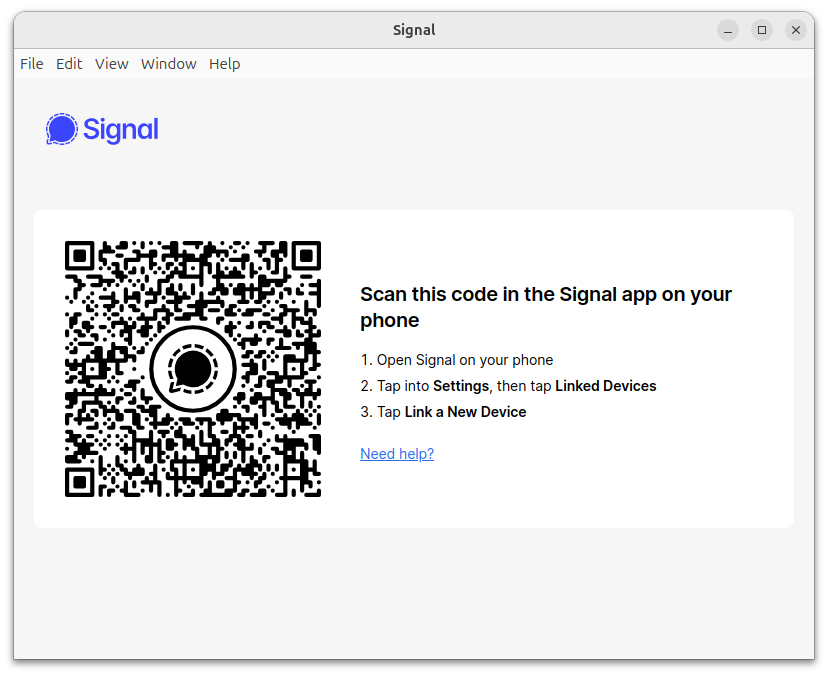 Signal
File Edit View Window Help
Signal
Scan this code in the Signal app on your
phone
1. Open Signal on your phone
2. Tap into Settings, then tap Linked Devices
3. Tap Link a New Device
Need help?